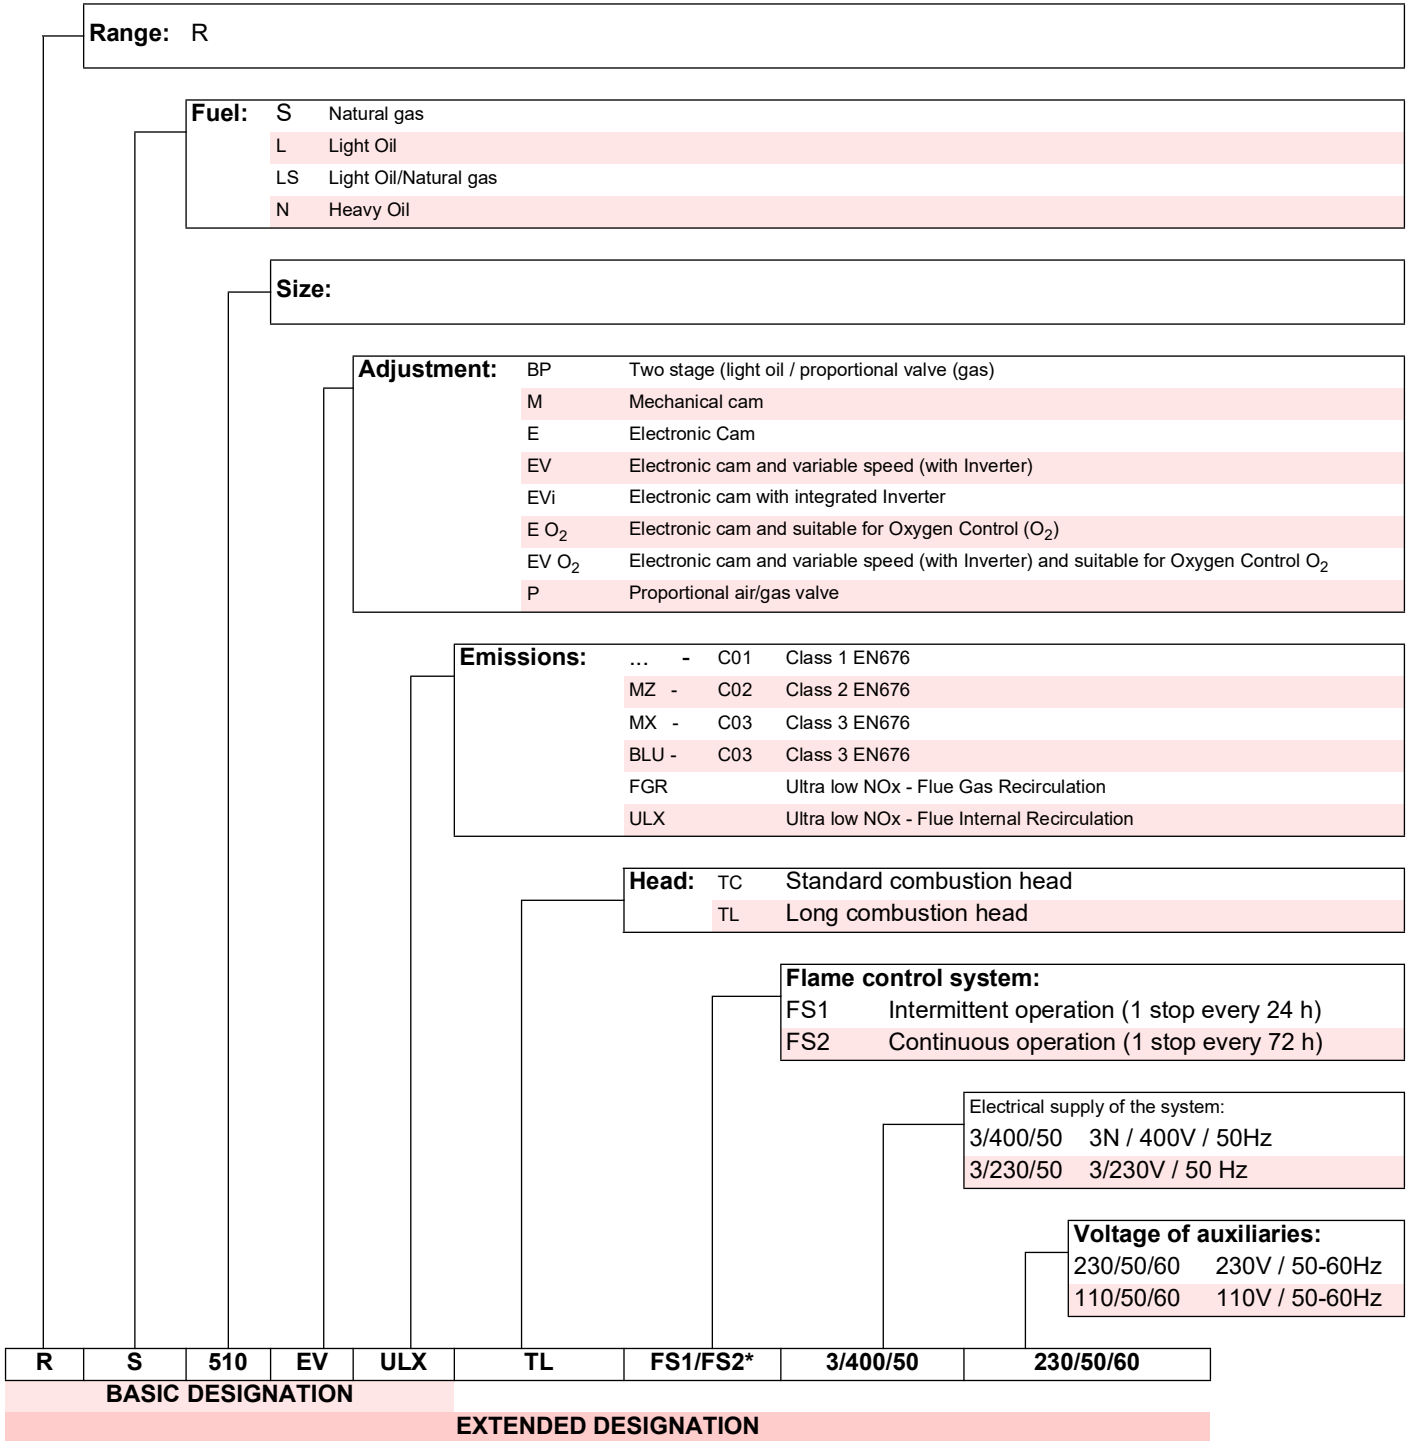 Range: R
Fuel: S Natural gas
L Light Oil
LS Light Oil/Natural gas
N Heavy Oil
Size:
Adjustment: BP Two stage (light oil / proportional valve (gas)
M Mechanical cam
E Electronic Cam
EV Electronic cam and variable speed (with Inverter)
EVi Electronic cam with integrated Inverter
E O2 Electronic cam and suitable for Oxygen Control (O2)
EV O2 Electronic cam and variable speed (with Inverter) and suitable for Oxygen Control O2
P Proportional air/gas valve
Emissions: ... - C01 Class 1 EN676
MZ - C02 Class 2 EN676
MX - C03 Class 3 EN676
BLU - C03 Class 3 EN676
FGR Ultra low NOx - Flue Gas Recirculation
ULX Ultra low NOx - Flue Internal Recirculation
Head: TC Standard combustion head
TL Long combustion head
Flame control system:
FS1 Intermittent operation (1 stop every 24 h)
FS2 Continuous operation (1 stop every 72 h)
Electrical supply of the system:
3/400/50 3N / 400V / 50Hz
3/230/50 3/230V / 50 Hz
Voltage of auxiliaries:
230/50/60 230V / 50-60Hz
110/50/60 110V / 50-60Hz
R S 510 EV ULX TL FS1/FS2* 3/400/50 230/50/60
BASIC DESIGNATION
EXTENDED DESIGNATION